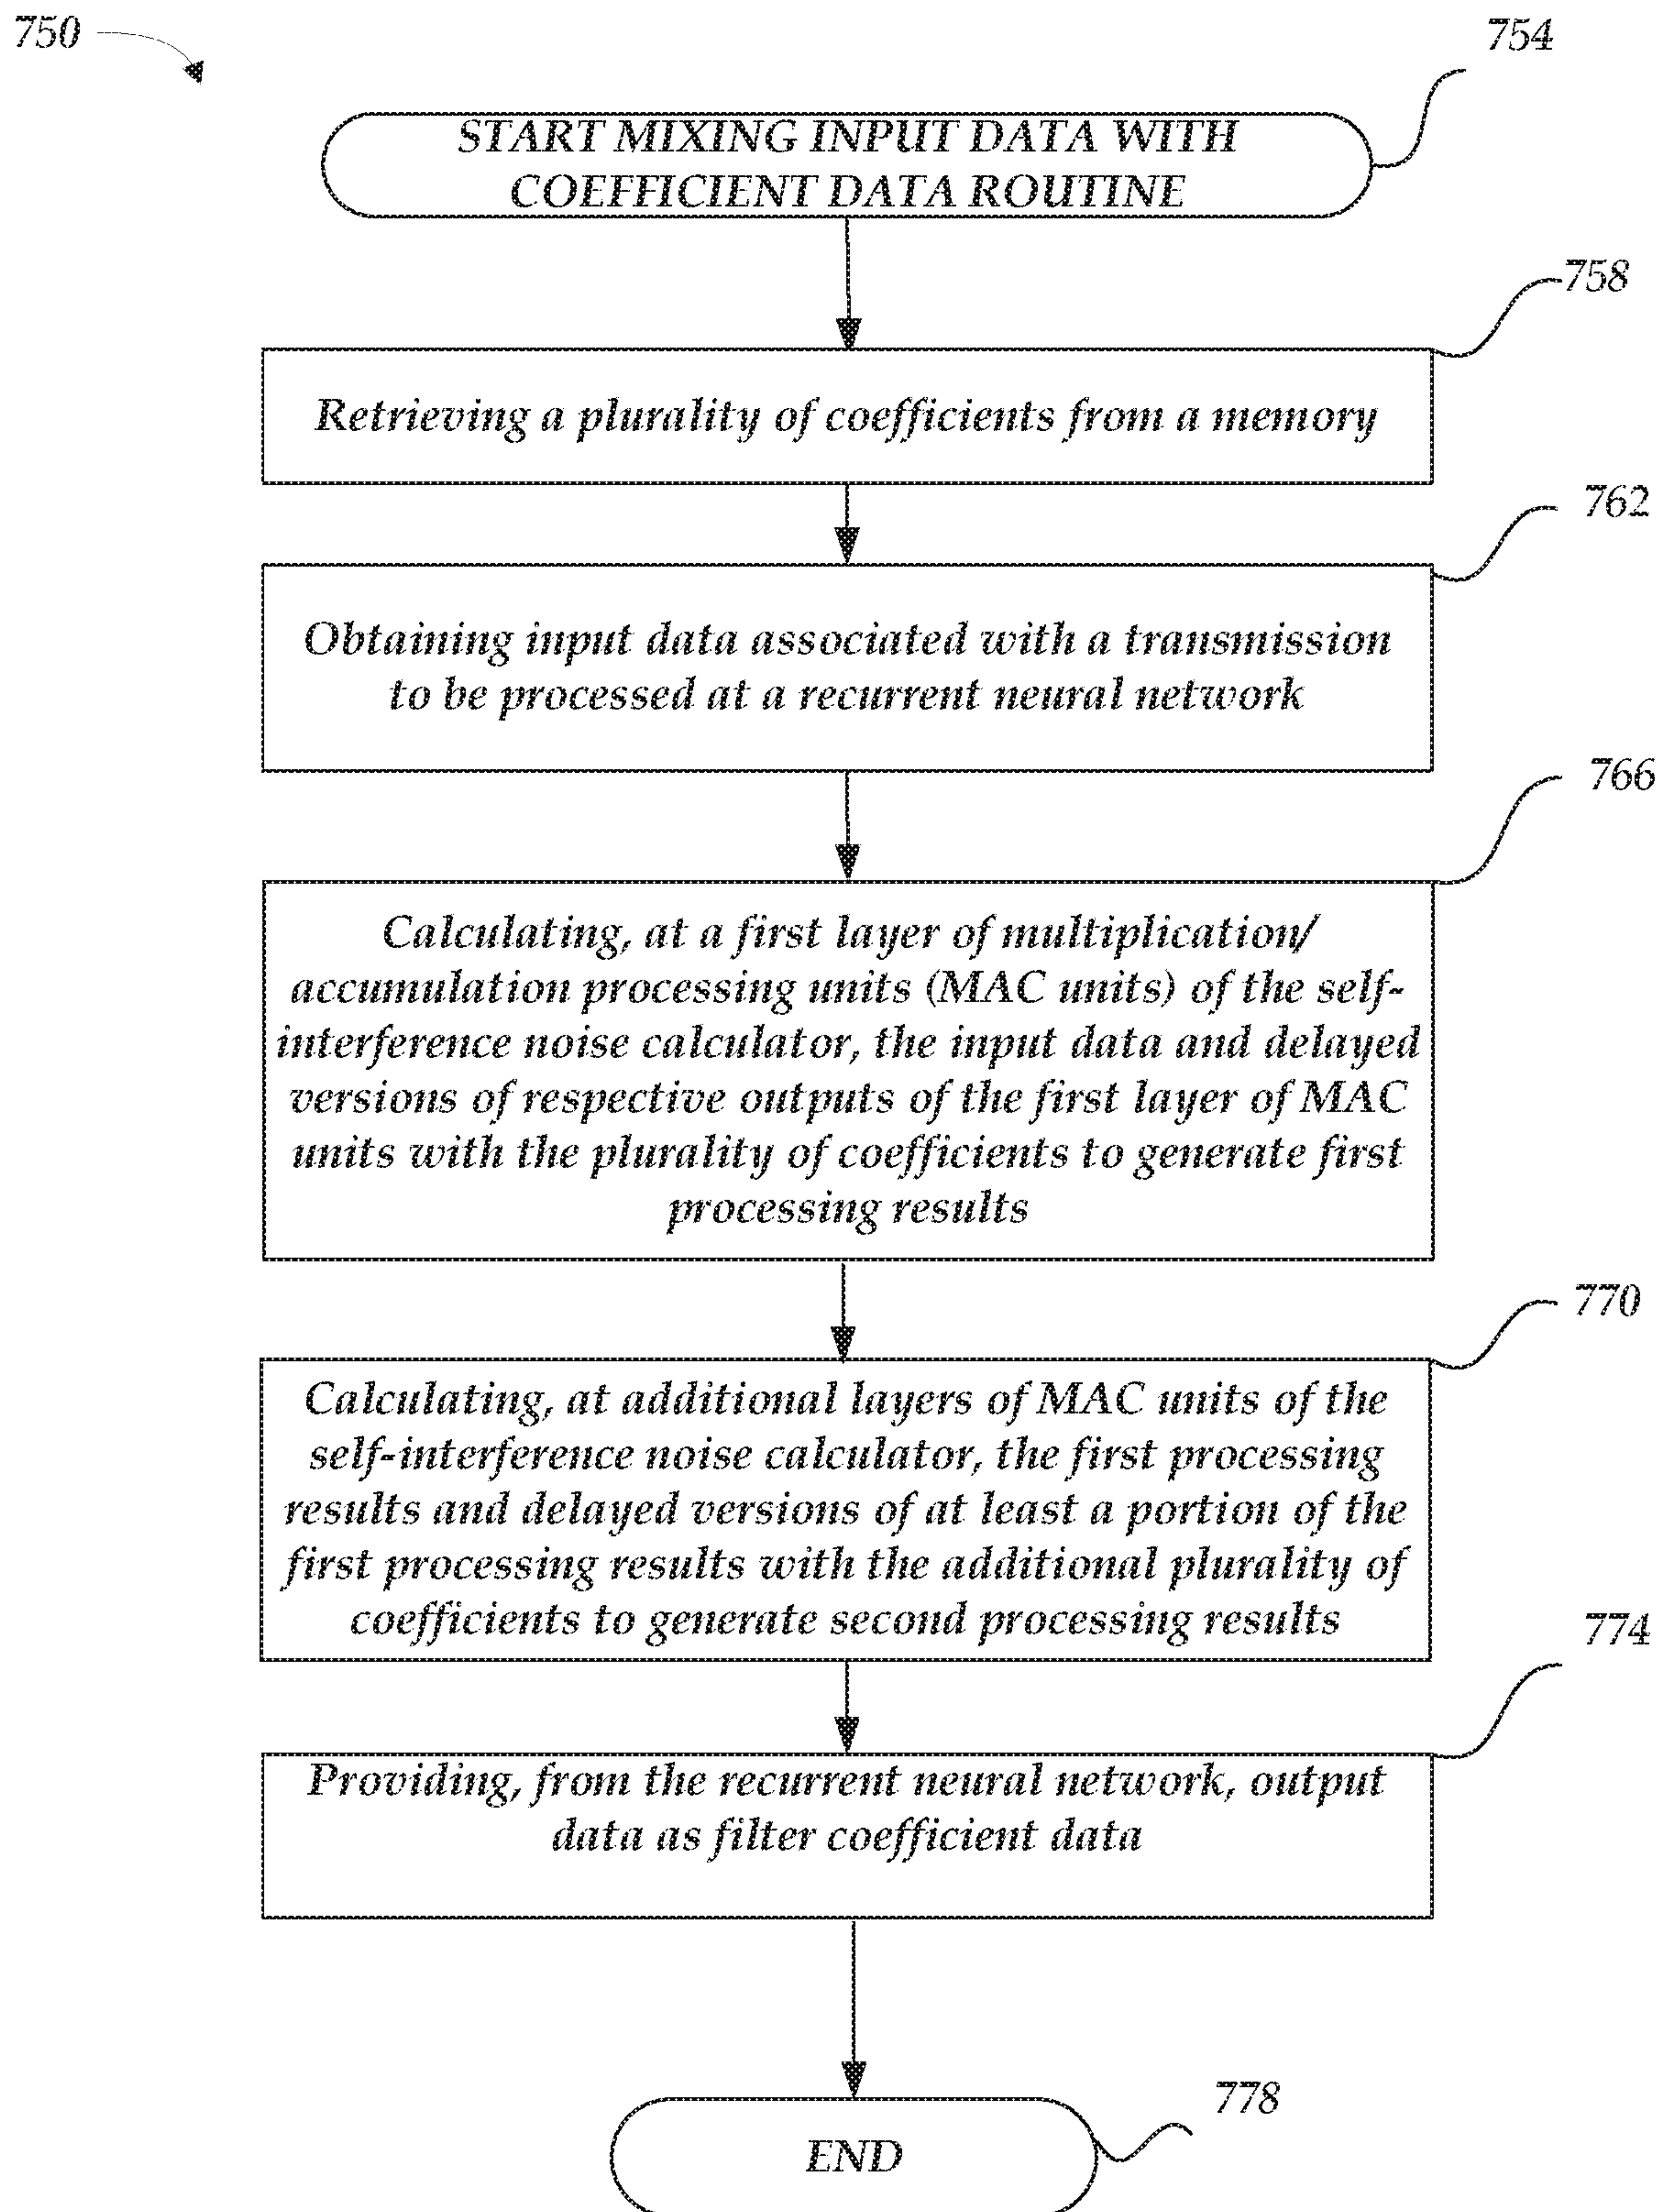 750
754
START MIXING INPUT DATA WITH
COEFFICIENT DATA ROUTINE
758
Retrieving a plurality of coefficients from a memory
762
Obtaining input data associated with a transmission
to be processed at a recurrent neural network
766
Calculating, at a first layer of multiplication/
accumulation processing units (MAC units) of the self-
interference noise calculator, the input data and delayed
versions of respective outputs of the first layer of MAC
units with the plurality of coefficients to generate first
processing results
770
Calculating, at additional layers of MAC units of the
self-interference noise calculator, the first processing
results and delayed versions of at least a portion of the
first processing results with the additional plurality of
coefficients to generate second processing results
774
Providing, from the recurrent neural network, output
data as filter coefficient data
778
END